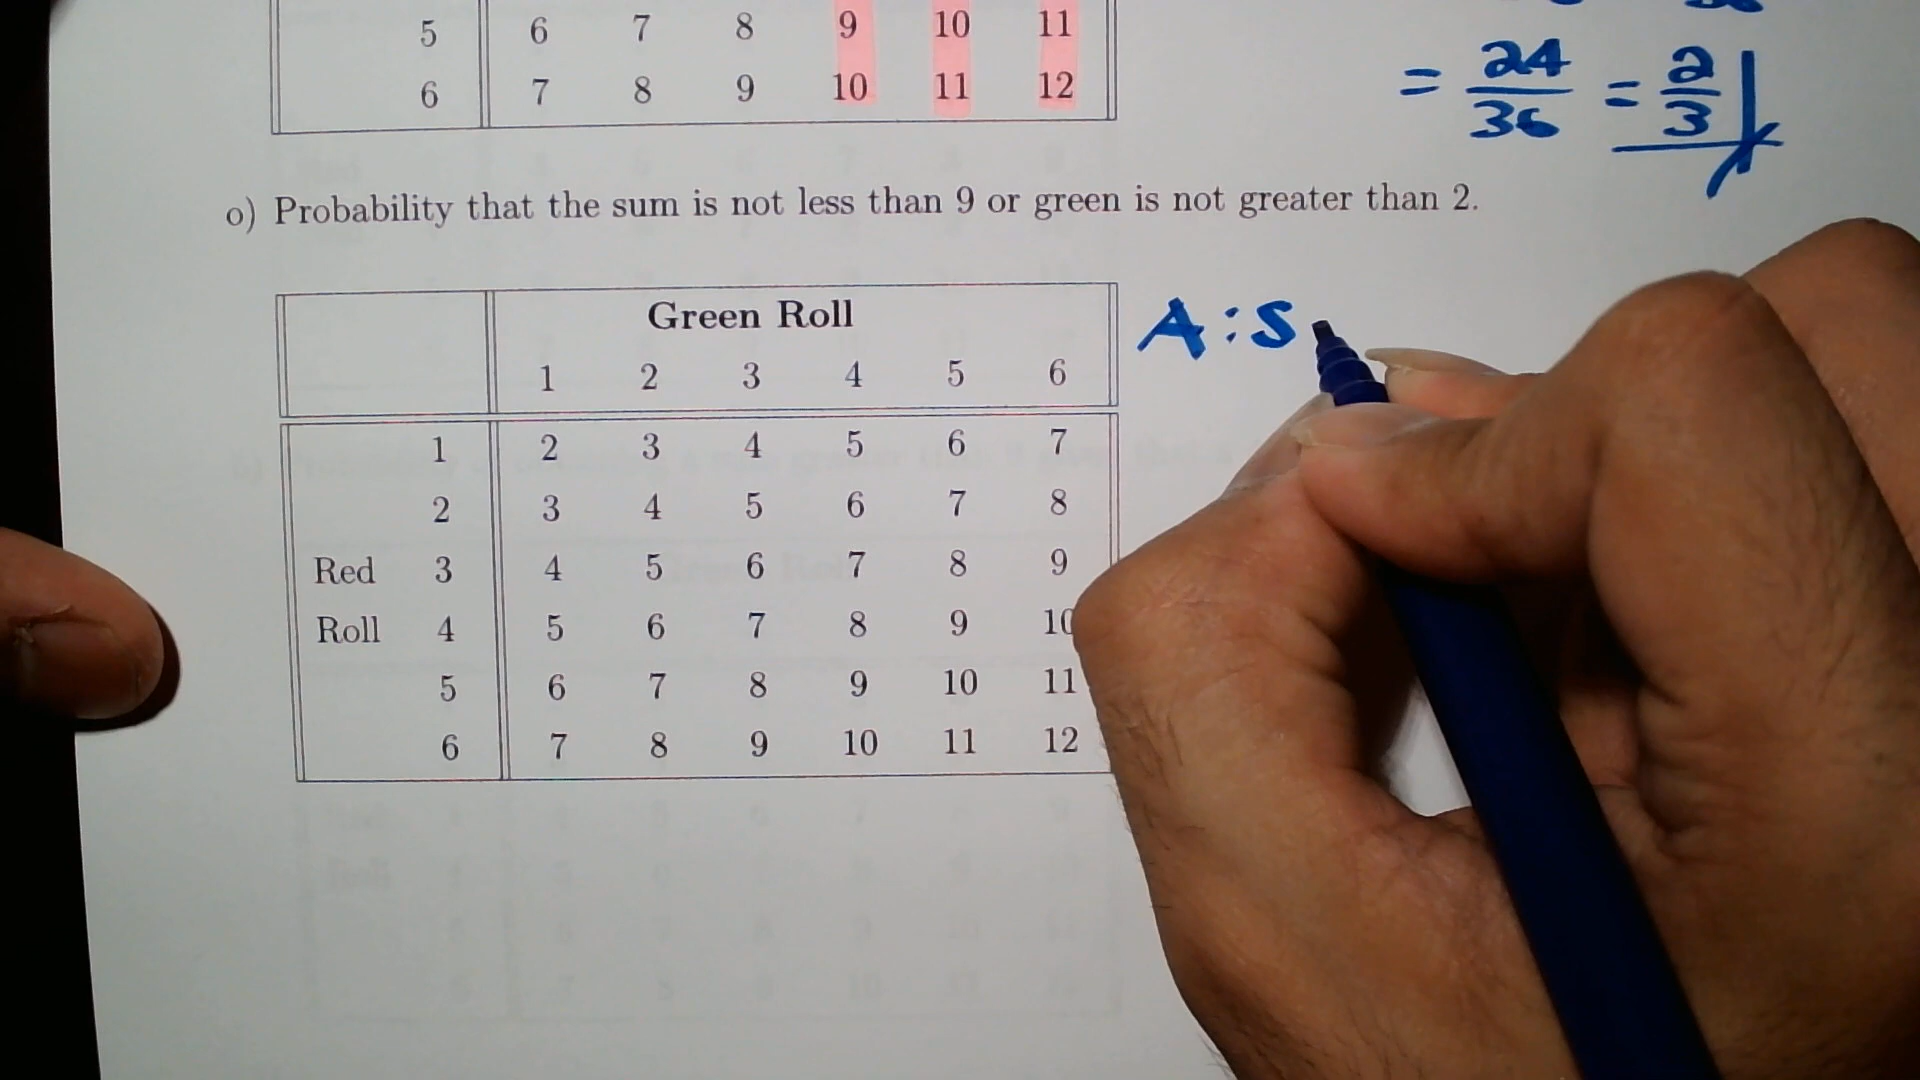 5 6 7 8 9 10 11
6 7 8 9 10 11 12
= 24/36 = 2/3
o) Probability that the sum is not less than 9 or green is not greater than 2.
Green Roll
1 2 3 4 5 6
1 2 3 4 5 6 7
2 3 4 5 6 7 8
Red 3 4 5 6 7 8 9
Roll 4 5 6 7 8 9 10
5 6 7 8 9 10 11
6 7 8 9 10 11 12
A : S